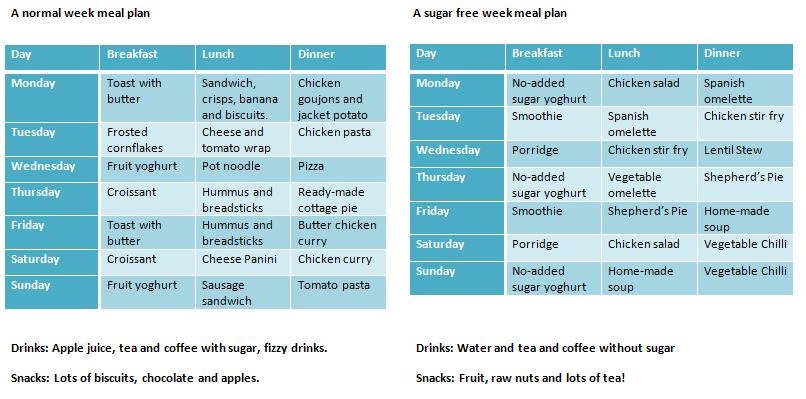 A normal week meal plan
Day Breakfast Lunch Dinner
Monday Toast with Sandwich, Chicken
butter crisps, banana goujons and
and biscuits. jacket potato
Tuesday Frosted Cheese and Chicken pasta
cornflakes tomato wrap
Wednesday Fruit yoghurt Pot noodle Pizza
Thursday Croissant Hummus and Ready-made
breadsticks cottage pie
Friday Toast with Hummus and Butter chicken
butter breadsticks curry
Saturday Croissant Cheese Panini Chicken curry
Sunday Fruit yoghurt Sausage Tomato pasta
sandwich
Drinks: Apple juice, tea and coffee with sugar, fizzy drinks.
Snacks: Lots of biscuits, chocolate and apples.
A sugar free week meal plan
Day Breakfast Lunch Dinner
Monday No-added Chicken salad Spanish
sugar yoghurt omelette
Tuesday Smoothie Spanish Chicken stir fry
omelette
Wednesday Porridge Chicken stir fry Lentil Stew
Thursday No-added Vegetable Shepherd's Pie
sugar yoghurt omelette
Friday Smoothie Shepherd's Pie Home-made
soup
Saturday Porridge Chicken salad Vegetable Chilli
Sunday No-added Home-made Vegetable Chilli
sugar yoghurt soup
Drinks: Water and tea and coffee without sugar
Snacks: Fruit, raw nuts and lots of tea!